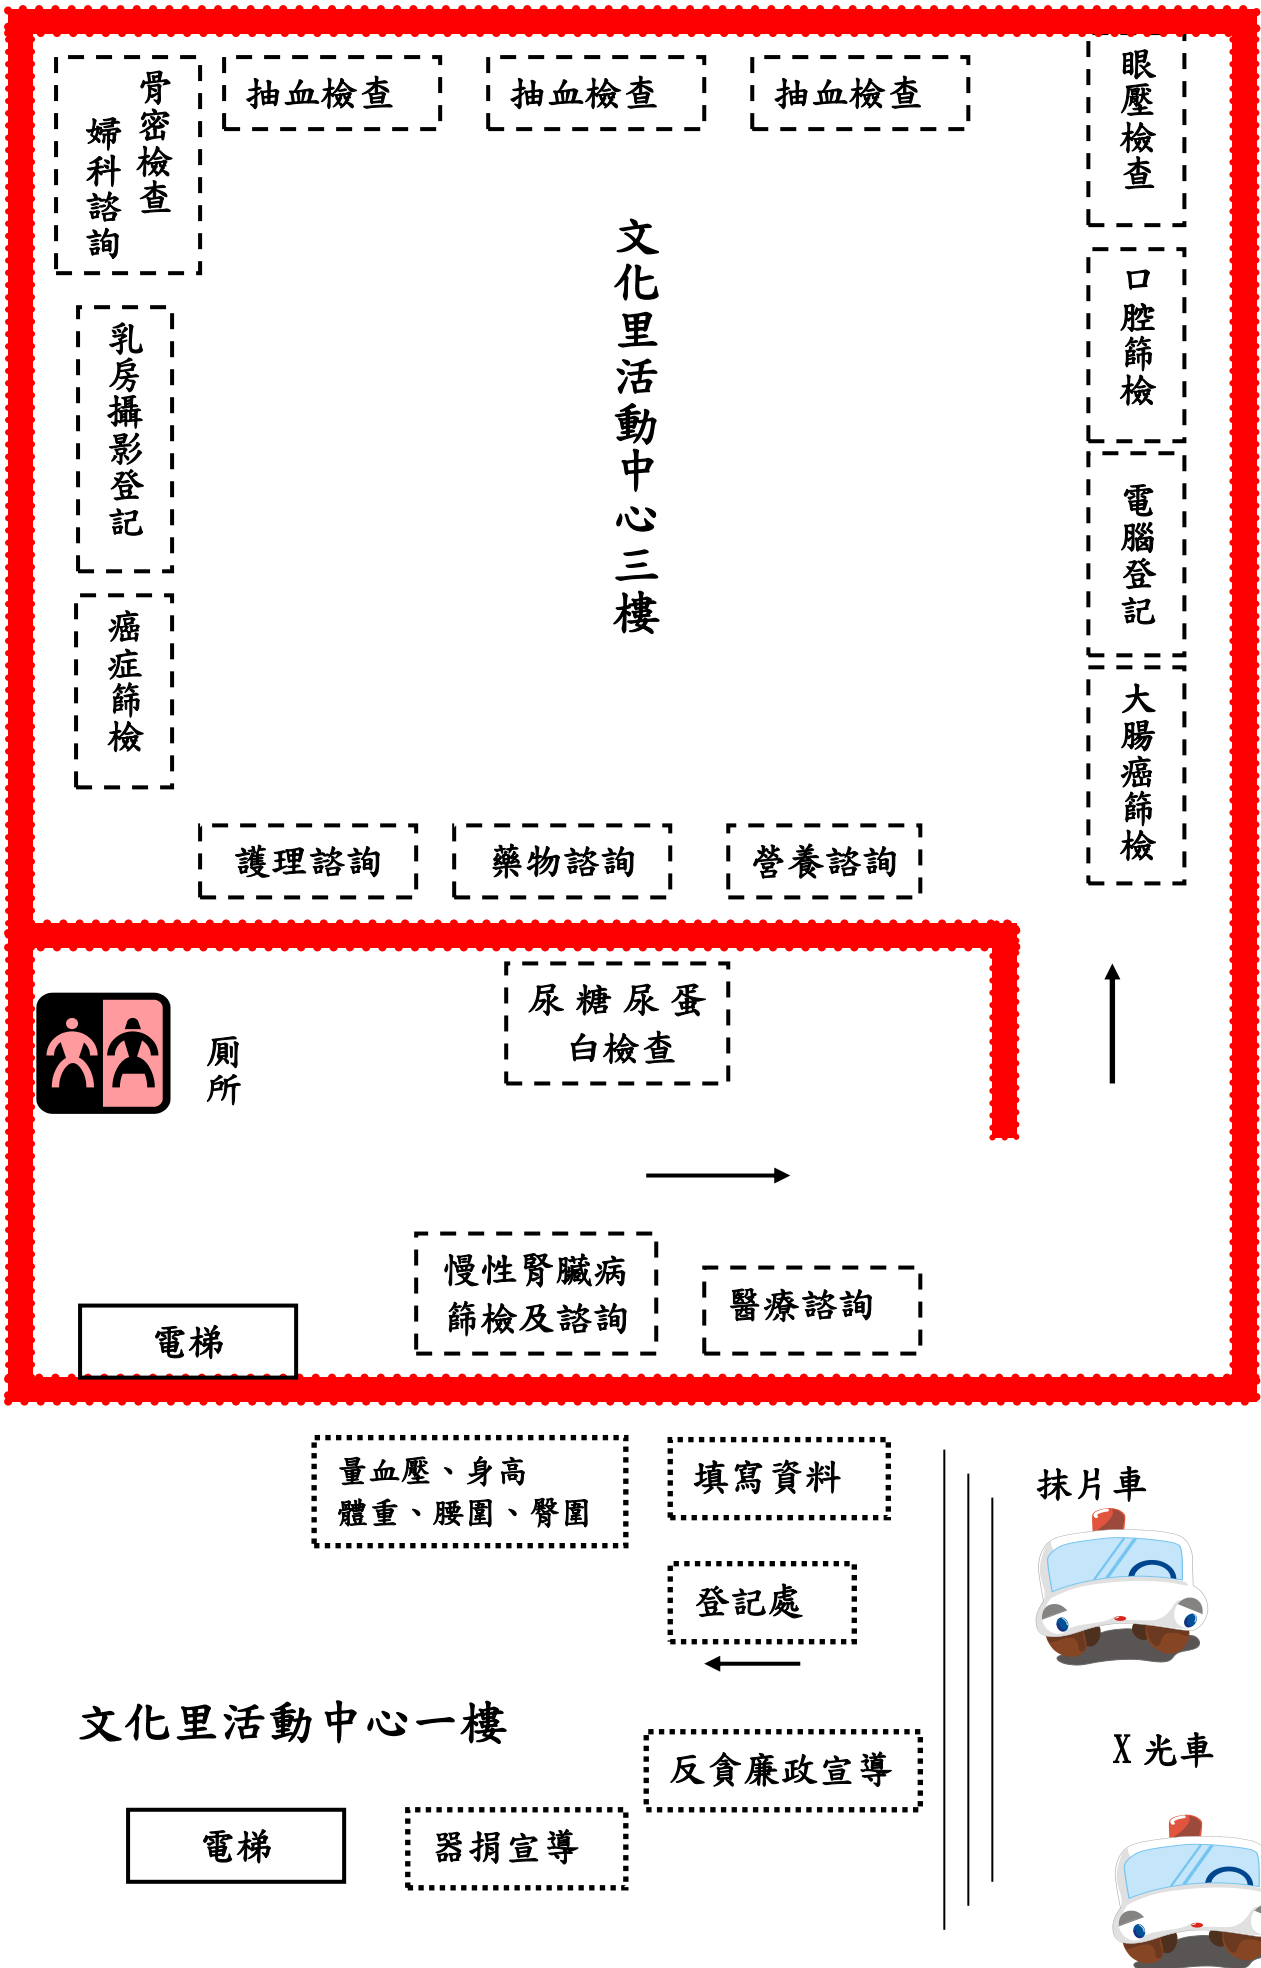 骨密檢查
婦科諮詢
抽血檢查
抽血檢查
抽血檢查
眼壓檢查
文化里活動中心三樓
口腔篩檢
乳房攝影登記
電腦登記
癌症篩檢
大腸癌篩檢
護理諮詢
藥物諮詢
營養諮詢
尿糖尿蛋
白檢查
廁所
慢性腎臟病
篩檢及諮詢
醫療諮詢
電梯
量血壓、身高
體重、腰圍、臀圍
填寫資料
抹片車
登記處
文化里活動中心一樓
反貪廉政宣導
X光車
電梯
器捐宣導